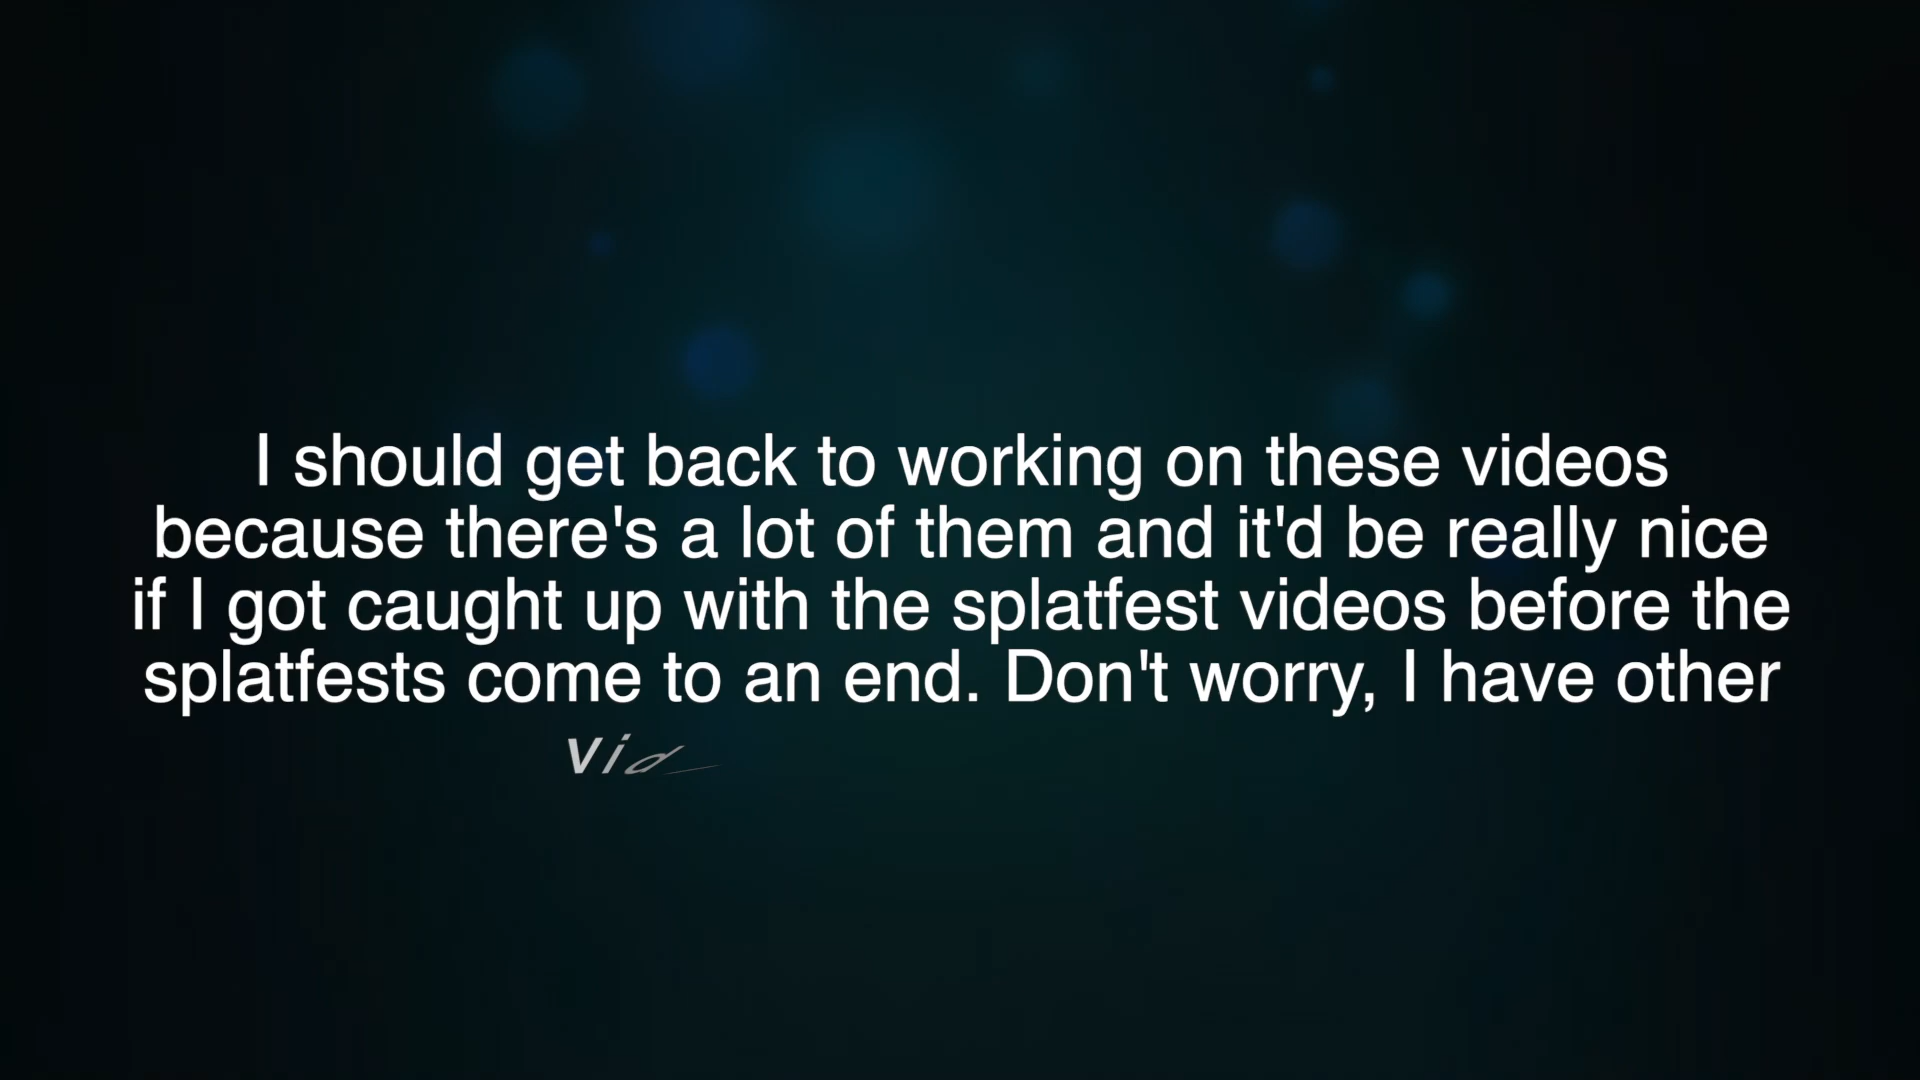 I should get back to working on these videos
because there's a lot of them and it'd be really nice
if I got caught up with the splatfest videos before the
splatfests come to an end. Don't worry, I have other
vid